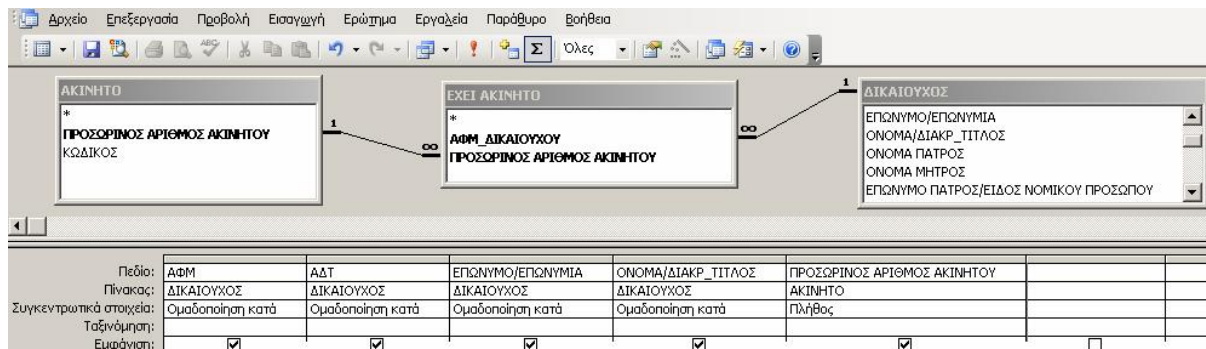 Αρχείο Επεξεργασία Προβολή Εισαγωγή Ερώτημα Εργαλεία Παράθυρο Βοήθεια
ABC Σ Όλες
ΑΚΙΝΗΤΟ
*
ΠΡΟΣΩΡΙΝΟΣ ΑΡΙΘΜΟΣ ΑΚΙΝΗΤΟΥ
ΚΩΔΙΚΟΣ
1
∞
ΕΧΕΙ ΑΚΙΝΗΤΟ
*
ΑΦΜ_ΔΙΚΑΙΟΥΧΟΥ
ΠΡΟΣΩΡΙΝΟΣ ΑΡΙΘΜΟΣ ΑΚΙΝΗΤΟΥ
∞
1
ΔΙΚΑΙΟΥΧΟΣ
ΕΠΩΝΥΜΟ/ΕΠΩΝΥΜΙΑ
ΟΝΟΜΑ/ΔΙΑΚΡ_ΤΙΤΛΟΣ
ΟΝΟΜΑ ΠΑΤΡΟΣ
ΟΝΟΜΑ ΜΗΤΡΟΣ
ΕΠΩΝΥΜΟ ΠΑΤΡΟΣ/ΕΙΔΟΣ ΝΟΜΙΚΟΥ ΠΡΟΣΩΠΟΥ
Πεδίο: ΑΦΜ ΑΔΤ ΕΠΩΝΥΜΟ/ΕΠΩΝΥΜΙΑ ΟΝΟΜΑ/ΔΙΑΚΡ_ΤΙΤΛΟΣ ΠΡΟΣΩΡΙΝΟΣ ΑΡΙΘΜΟΣ ΑΚΙΝΗΤΟΥ
Πίνακας: ΔΙΚΑΙΟΥΧΟΣ ΔΙΚΑΙΟΥΧΟΣ ΔΙΚΑΙΟΥΧΟΣ ΔΙΚΑΙΟΥΧΟΣ ΑΚΙΝΗΤΟ
Συγκεντρωτικά στοιχεία: Ομαδοποίηση κατά Ομαδοποίηση κατά Ομαδοποίηση κατά Ομαδοποίηση κατά Πλήθος
Ταξινόμηση:
Εμφάνιση: